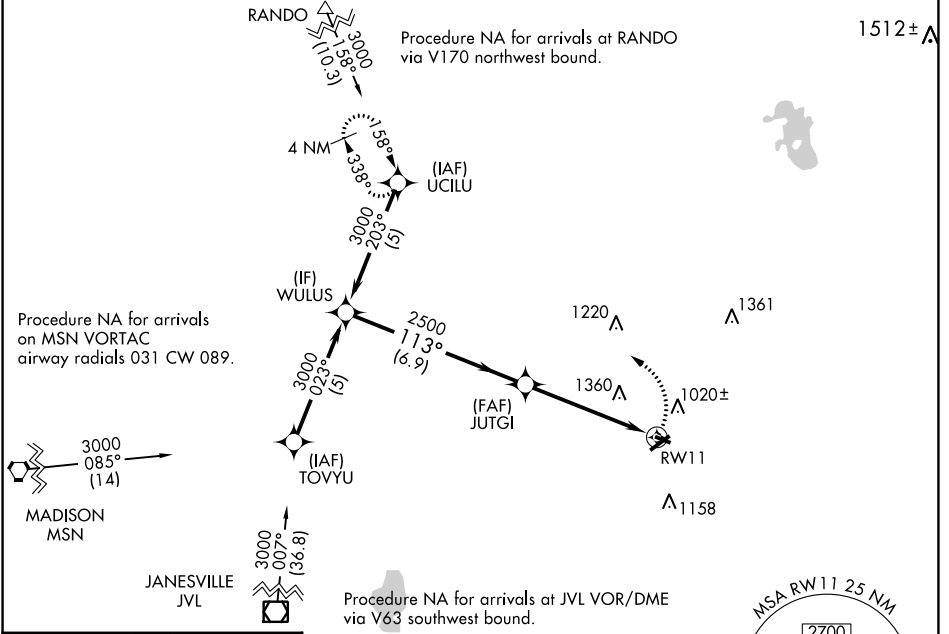 RANDO
3000
158°
(10.3)
Procedure NA for arrivals at RANDO
via V170 northwest bound.
1512±
4 NM
158°
338°
(IAF)
UCILU
3000
203°
(5)
(IF)
WULUS
Procedure NA for arrivals
on MSN VORTAC
airway radials 031 CW 089.
2500
113°
(6.9)
1220
1361
3000
023°
(5)
(FAF)
JUTGI
1360
1020±
RW11
3000
085°
(14)
(IAF)
TOVYU
MADISON
MSN
1158
3000
007°
(36.8)
JANESVILLE
JVL
Procedure NA for arrivals at JVL VOR/DME
via V63 southwest bound.
MSA RW11 25 NM
2700